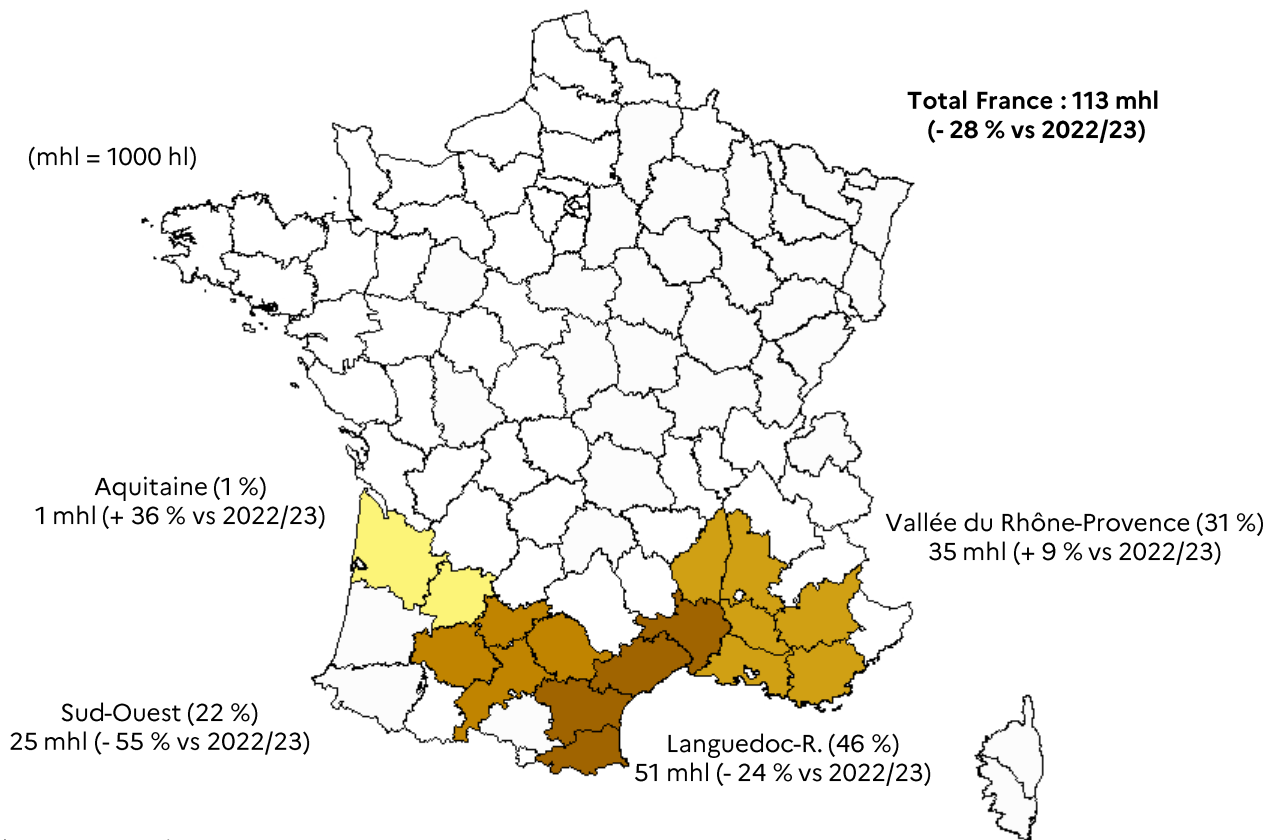 Total France : 113 mhl
(- 28 % vs 2022/23)
(mhl = 1000 hl)
Aquitaine (1 %)
1 mhl (+ 36 % vs 2022/23)
Vallée du Rhône-Provence (31 %)
35 mhl (+ 9 % vs 2022/23)
Sud-Ouest (22 %)
25 mhl (- 55 % vs 2022/23)
Languedoc-R. (46 %)
51 mhl (- 24 % vs 2022/23)